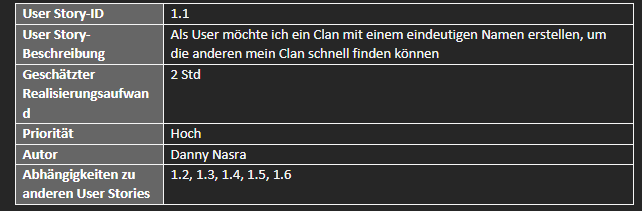 User Story-ID 1.1
User Story- Als User möchte ich ein Clan mit einem eindeutigen Namen erstellen, um
Beschreibung die anderen mein Clan schnell finden können
Geschätzter 2 Std
Realisierungsaufwan
d
Priorität Hoch
Autor Danny Nasra
Abhängigkeiten zu 1.2, 1.3, 1.4, 1.5, 1.6
anderen User Stories